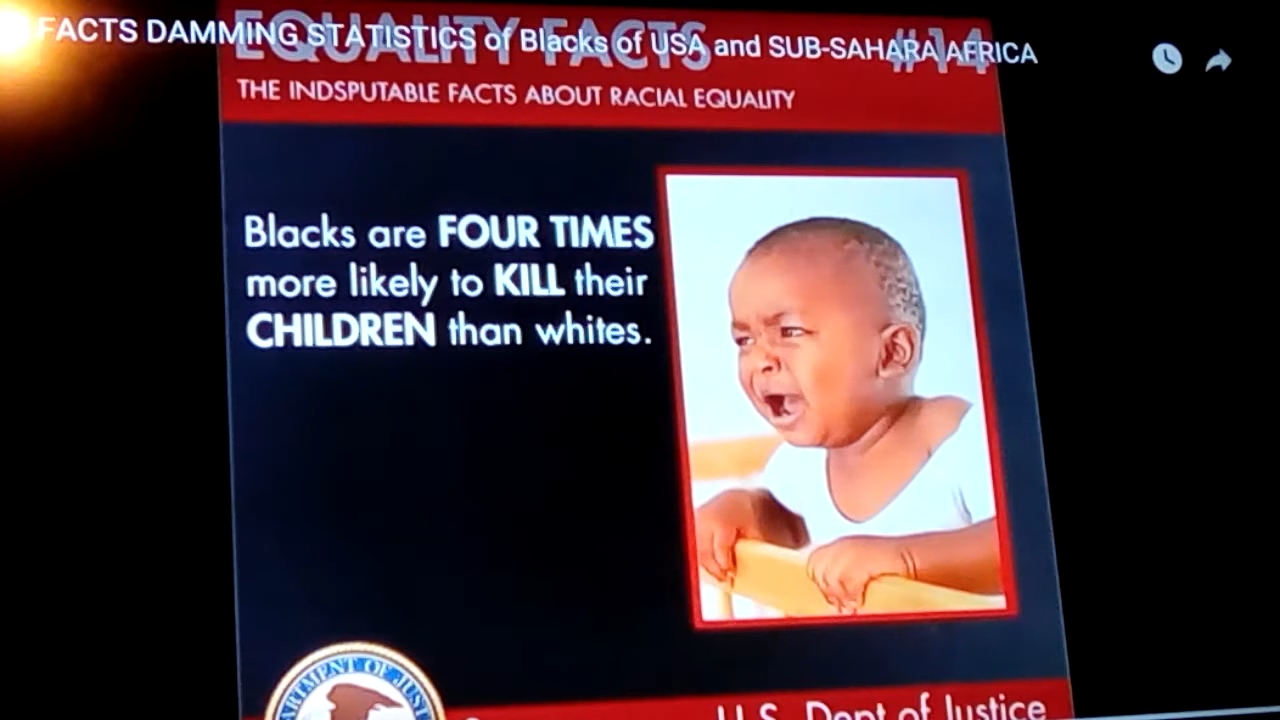 FACTS DAMMING STATISTICS of Blacks of USA and SUB-SAHARA AFRICA
EQUALITY FACTS #14
THE INDSPUTABLE FACTS ABOUT RACIAL EQUALITY
Blacks are FOUR TIMES
more likely to KILL their
CHILDREN than whites.
U.S. Dept of Justice